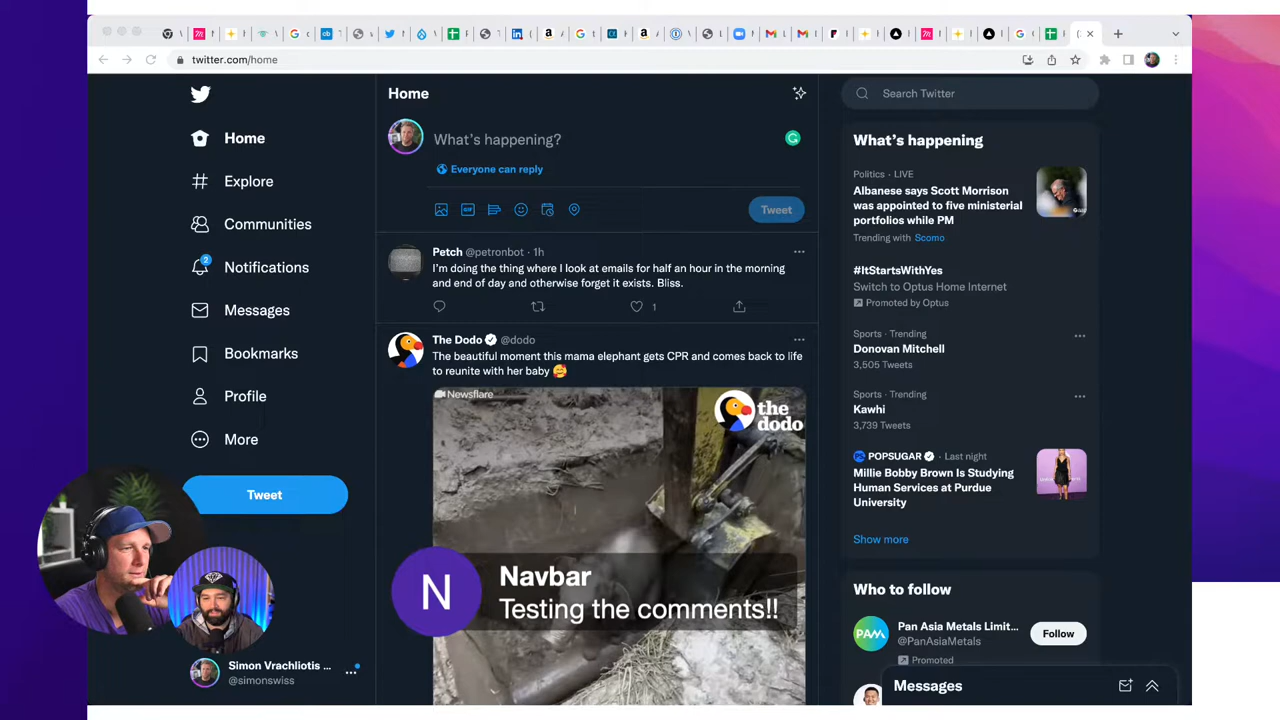 twitter.com/home
Home
Explore
Communities
2
Notifications
Messages
Bookmarks
Profile
More
Tweet
Simon Vrachliotis ...
@simonswiss
Home
What's happening?
Everyone can reply
GIF
Tweet
Petch @petronbot · 1h
I'm doing the thing where I look at emails for half an hour in the morning
and end of day and otherwise forget it exists. Bliss.
1
The Dodo @dodo
The beautiful moment this mama elephant gets CPR and comes back to life
to reunite with her baby 🥰
Newsflare
the
dodo
N
Navbar
Testing the comments!!
Search Twitter
What's happening
Politics · LIVE
Albanese says Scott Morrison
was appointed to five ministerial
portfolios while PM
Trending with Scomo
#ItStartsWithYes
Switch to Optus Home Internet
Promoted by Optus
Sports · Trending
Donovan Mitchell
3,505 Tweets
Sports · Trending
Kawhi
3,739 Tweets
POPSUGAR · Last night
Millie Bobby Brown Is Studying
Human Services at Purdue
University
Show more
Who to follow
PAM
Pan Asia Metals Limit...
@PanAsiaMetals
Follow
Promoted
Messages